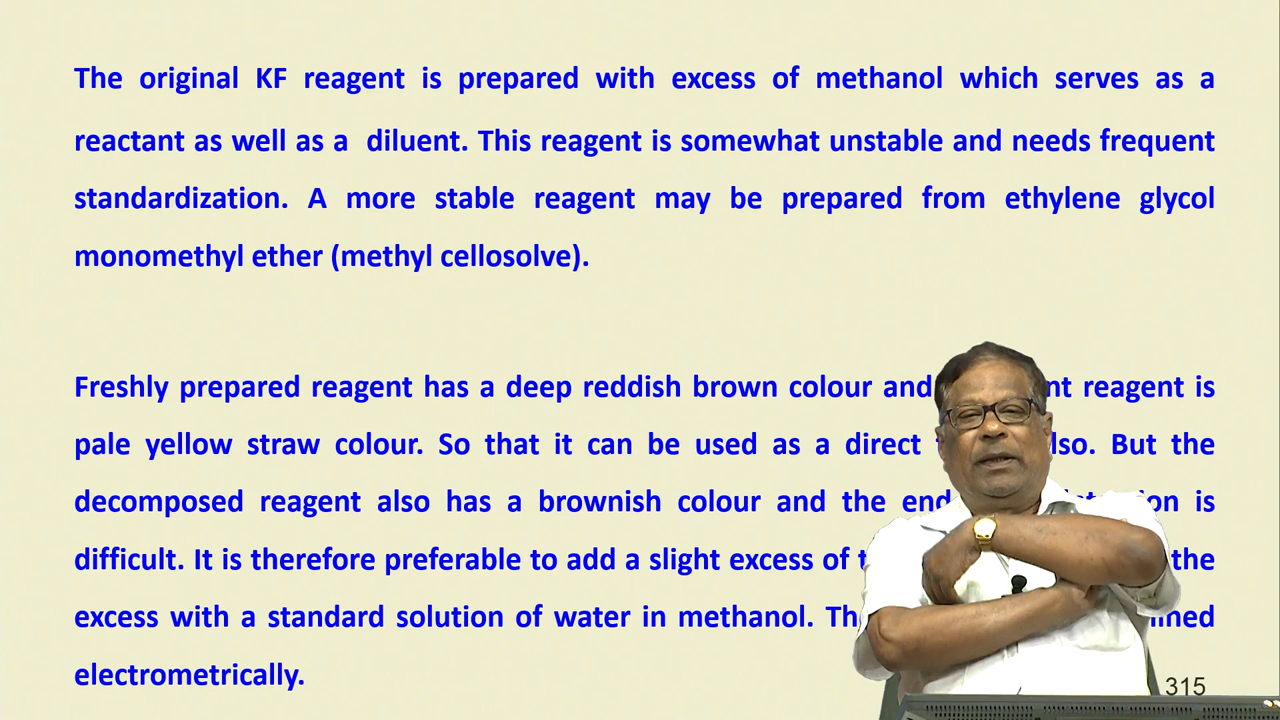 The original KF reagent is prepared with excess of methanol which serves as a
reactant as well as a diluent. This reagent is somewhat unstable and needs frequent
standardization. A more stable reagent may be prepared from ethylene glycol
monomethyl ether (methyl cellosolve).
Freshly prepared reagent has a deep reddish brown colour and reagent is
pale yellow straw colour. So that it can be used as a direct But the
decomposed reagent also has a brownish colour and the is
difficult. It is therefore preferable to add a slight excess of the
excess with a standard solution of water in methanol.
electrometrically.
315